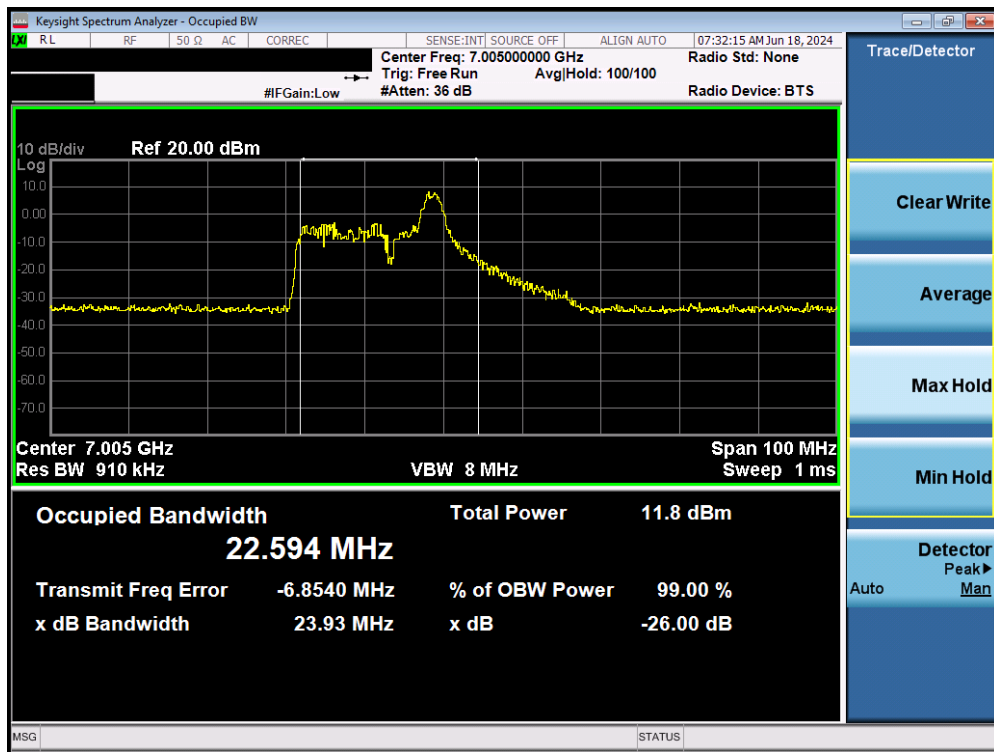 Keysight Spectrum Analyzer - Occupied BW
LXI RL RF 50 Ω AC CORREC SENSE:INT SOURCE OFF ALIGN AUTO 07:32:15 AM Jun 18, 2024
Center Freq: 7.005000000 GHz Radio Std: None
Trig: Free Run Avg|Hold: 100/100
#IFGain:Low #Atten: 36 dB Radio Device: BTS
10 dB/div Ref 20.00 dBm
Log
10.0
0.00
-10.0
-20.0
-30.0
-40.0
-50.0
-60.0
-70.0
Center 7.005 GHz Span 100 MHz
Res BW 910 kHz VBW 8 MHz Sweep 1 ms
Occupied Bandwidth Total Power 11.8 dBm
22.594 MHz
Transmit Freq Error -6.8540 MHz % of OBW Power 99.00 %
x dB Bandwidth 23.93 MHz x dB -26.00 dB
Trace/Detector
Clear Write
Average
Max Hold
Min Hold
Detector
Peak▶
Auto Man
MSG STATUS